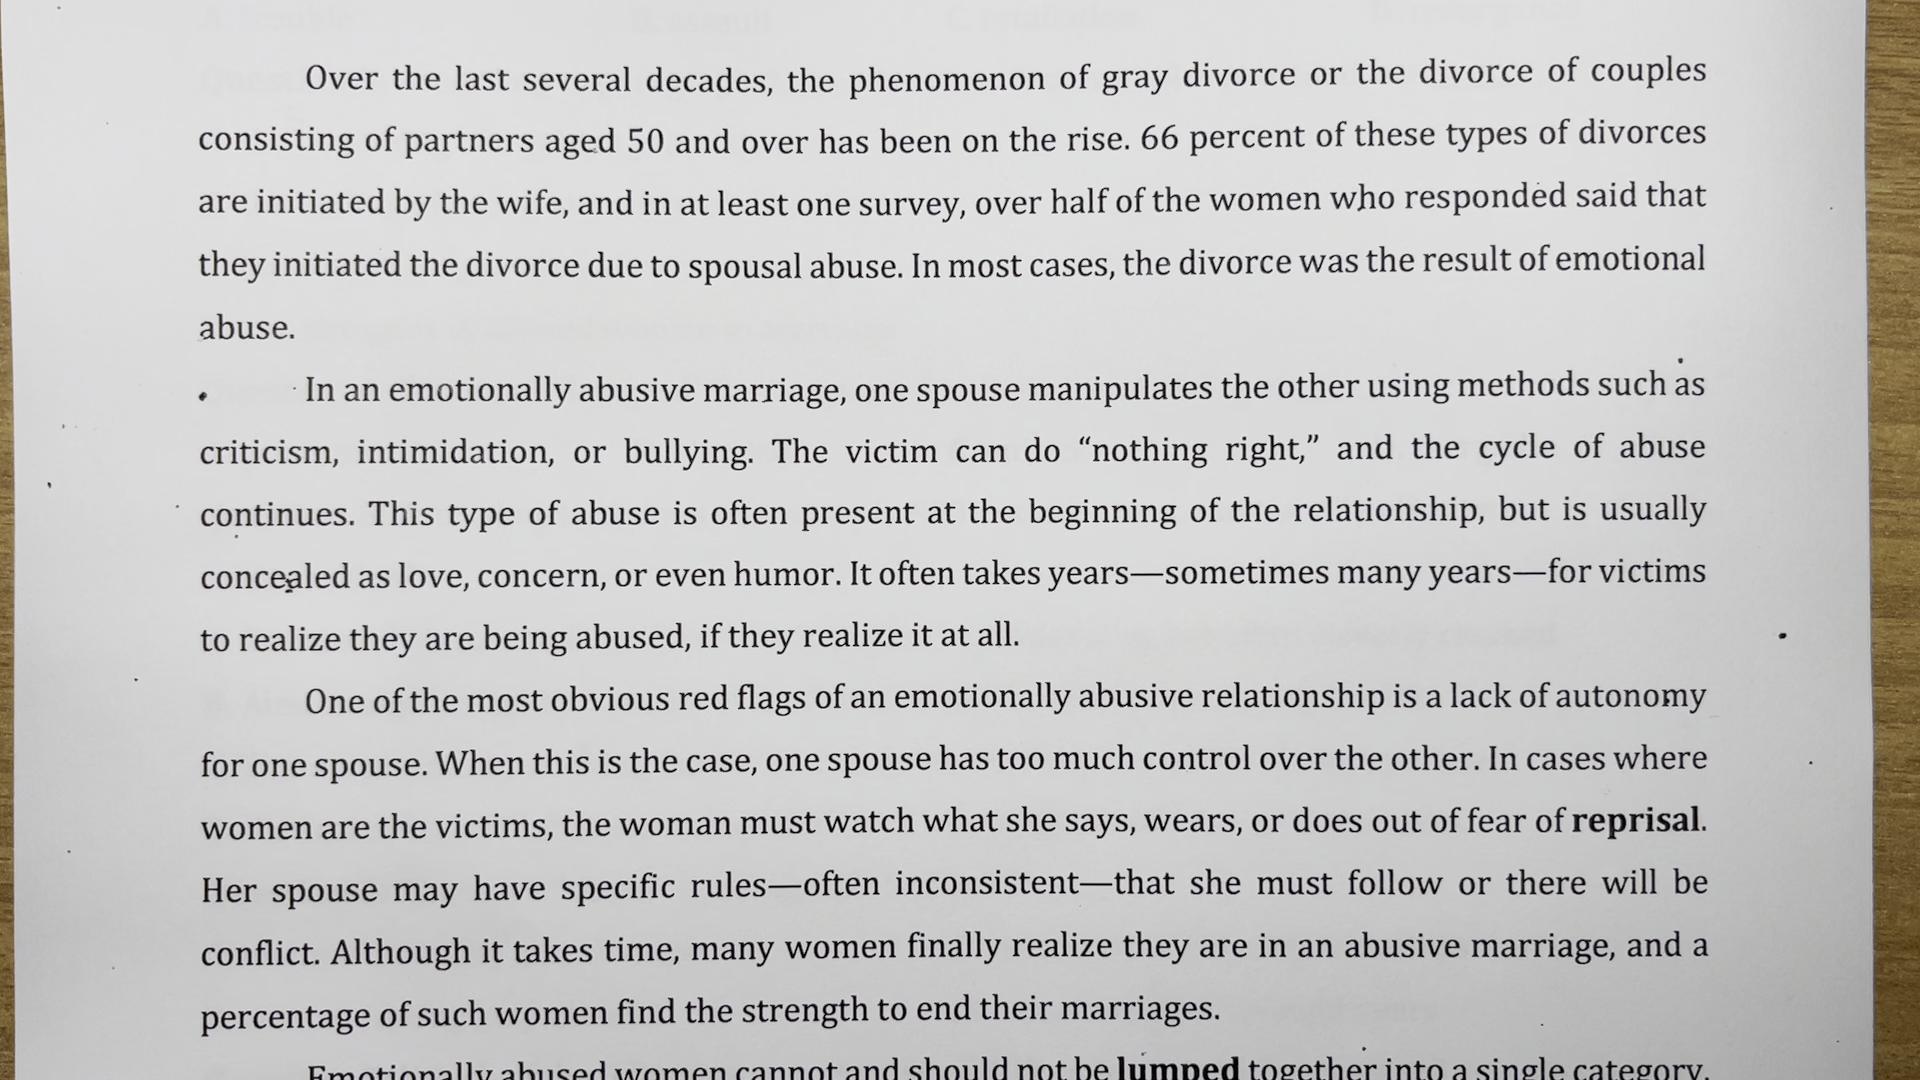 Over the last several decades, the phenomenon of gray divorce or the divorce of couples
consisting of partners aged 50 and over has been on the rise. 66 percent of these types of divorces
are initiated by the wife, and in at least one survey, over half of the women who responded said that
they initiated the divorce due to spousal abuse. In most cases, the divorce was the result of emotional
abuse.
In an emotionally abusive marriage, one spouse manipulates the other using methods such as
criticism, intimidation, or bullying. The victim can do “nothing right,” and the cycle of abuse
continues. This type of abuse is often present at the beginning of the relationship, but is usually
concealed as love, concern, or even humor. It often takes years—sometimes many years—for victims
to realize they are being abused, if they realize it at all.
One of the most obvious red flags of an emotionally abusive relationship is a lack of autonomy
for one spouse. When this is the case, one spouse has too much control over the other. In cases where
women are the victims, the woman must watch what she says, wears, or does out of fear of reprisal.
Her spouse may have specific rules—often inconsistent—that she must follow or there will be
conflict. Although it takes time, many women finally realize they are in an abusive marriage, and a
percentage of such women find the strength to end their marriages.
Emotionally abused women cannot and should not be lumped together into a single category.